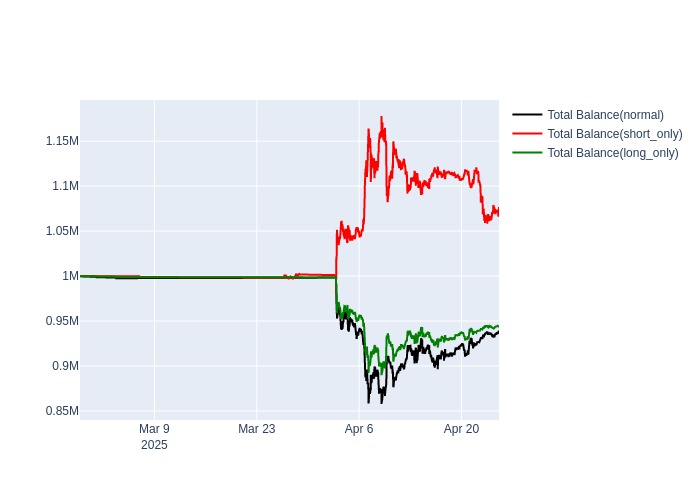 Total Balance(normal)
Total Balance(short_only)
Total Balance(long_only)
1.15M
1.1M
1.05M
1M
0.95M
0.9M
0.85M
Mar 9
2025
Mar 23
Apr 6
Apr 20